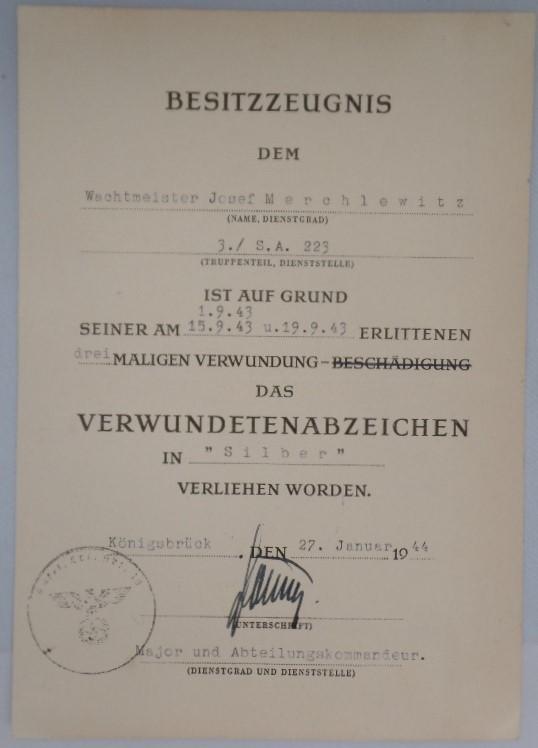 BESITZZEUGNIS
DEM
Wachtmeister Josef Merchlewitz
(NAME, DIENSTGRAD)
3./ S.A. 223
(TRUPPENTEIL, DIENSTSTELLE)
IST AUF GRUND
1.9.43
SEINER AM 15.9.43 u.19.9.43 ERLITTENEN
drei MALIGEN VERWUNDUNG – BESCHÄDIGUNG
DAS
VERWUNDETENABZEICHEN
IN "Silber"
VERLIEHEN WORDEN.
Königsbrück . DEN 27. Januar 1944
(UNTERSCHRIFT)
Major und Abteilungskommandeur.
(DIENSTGRAD UND DIENSTSTELLE)